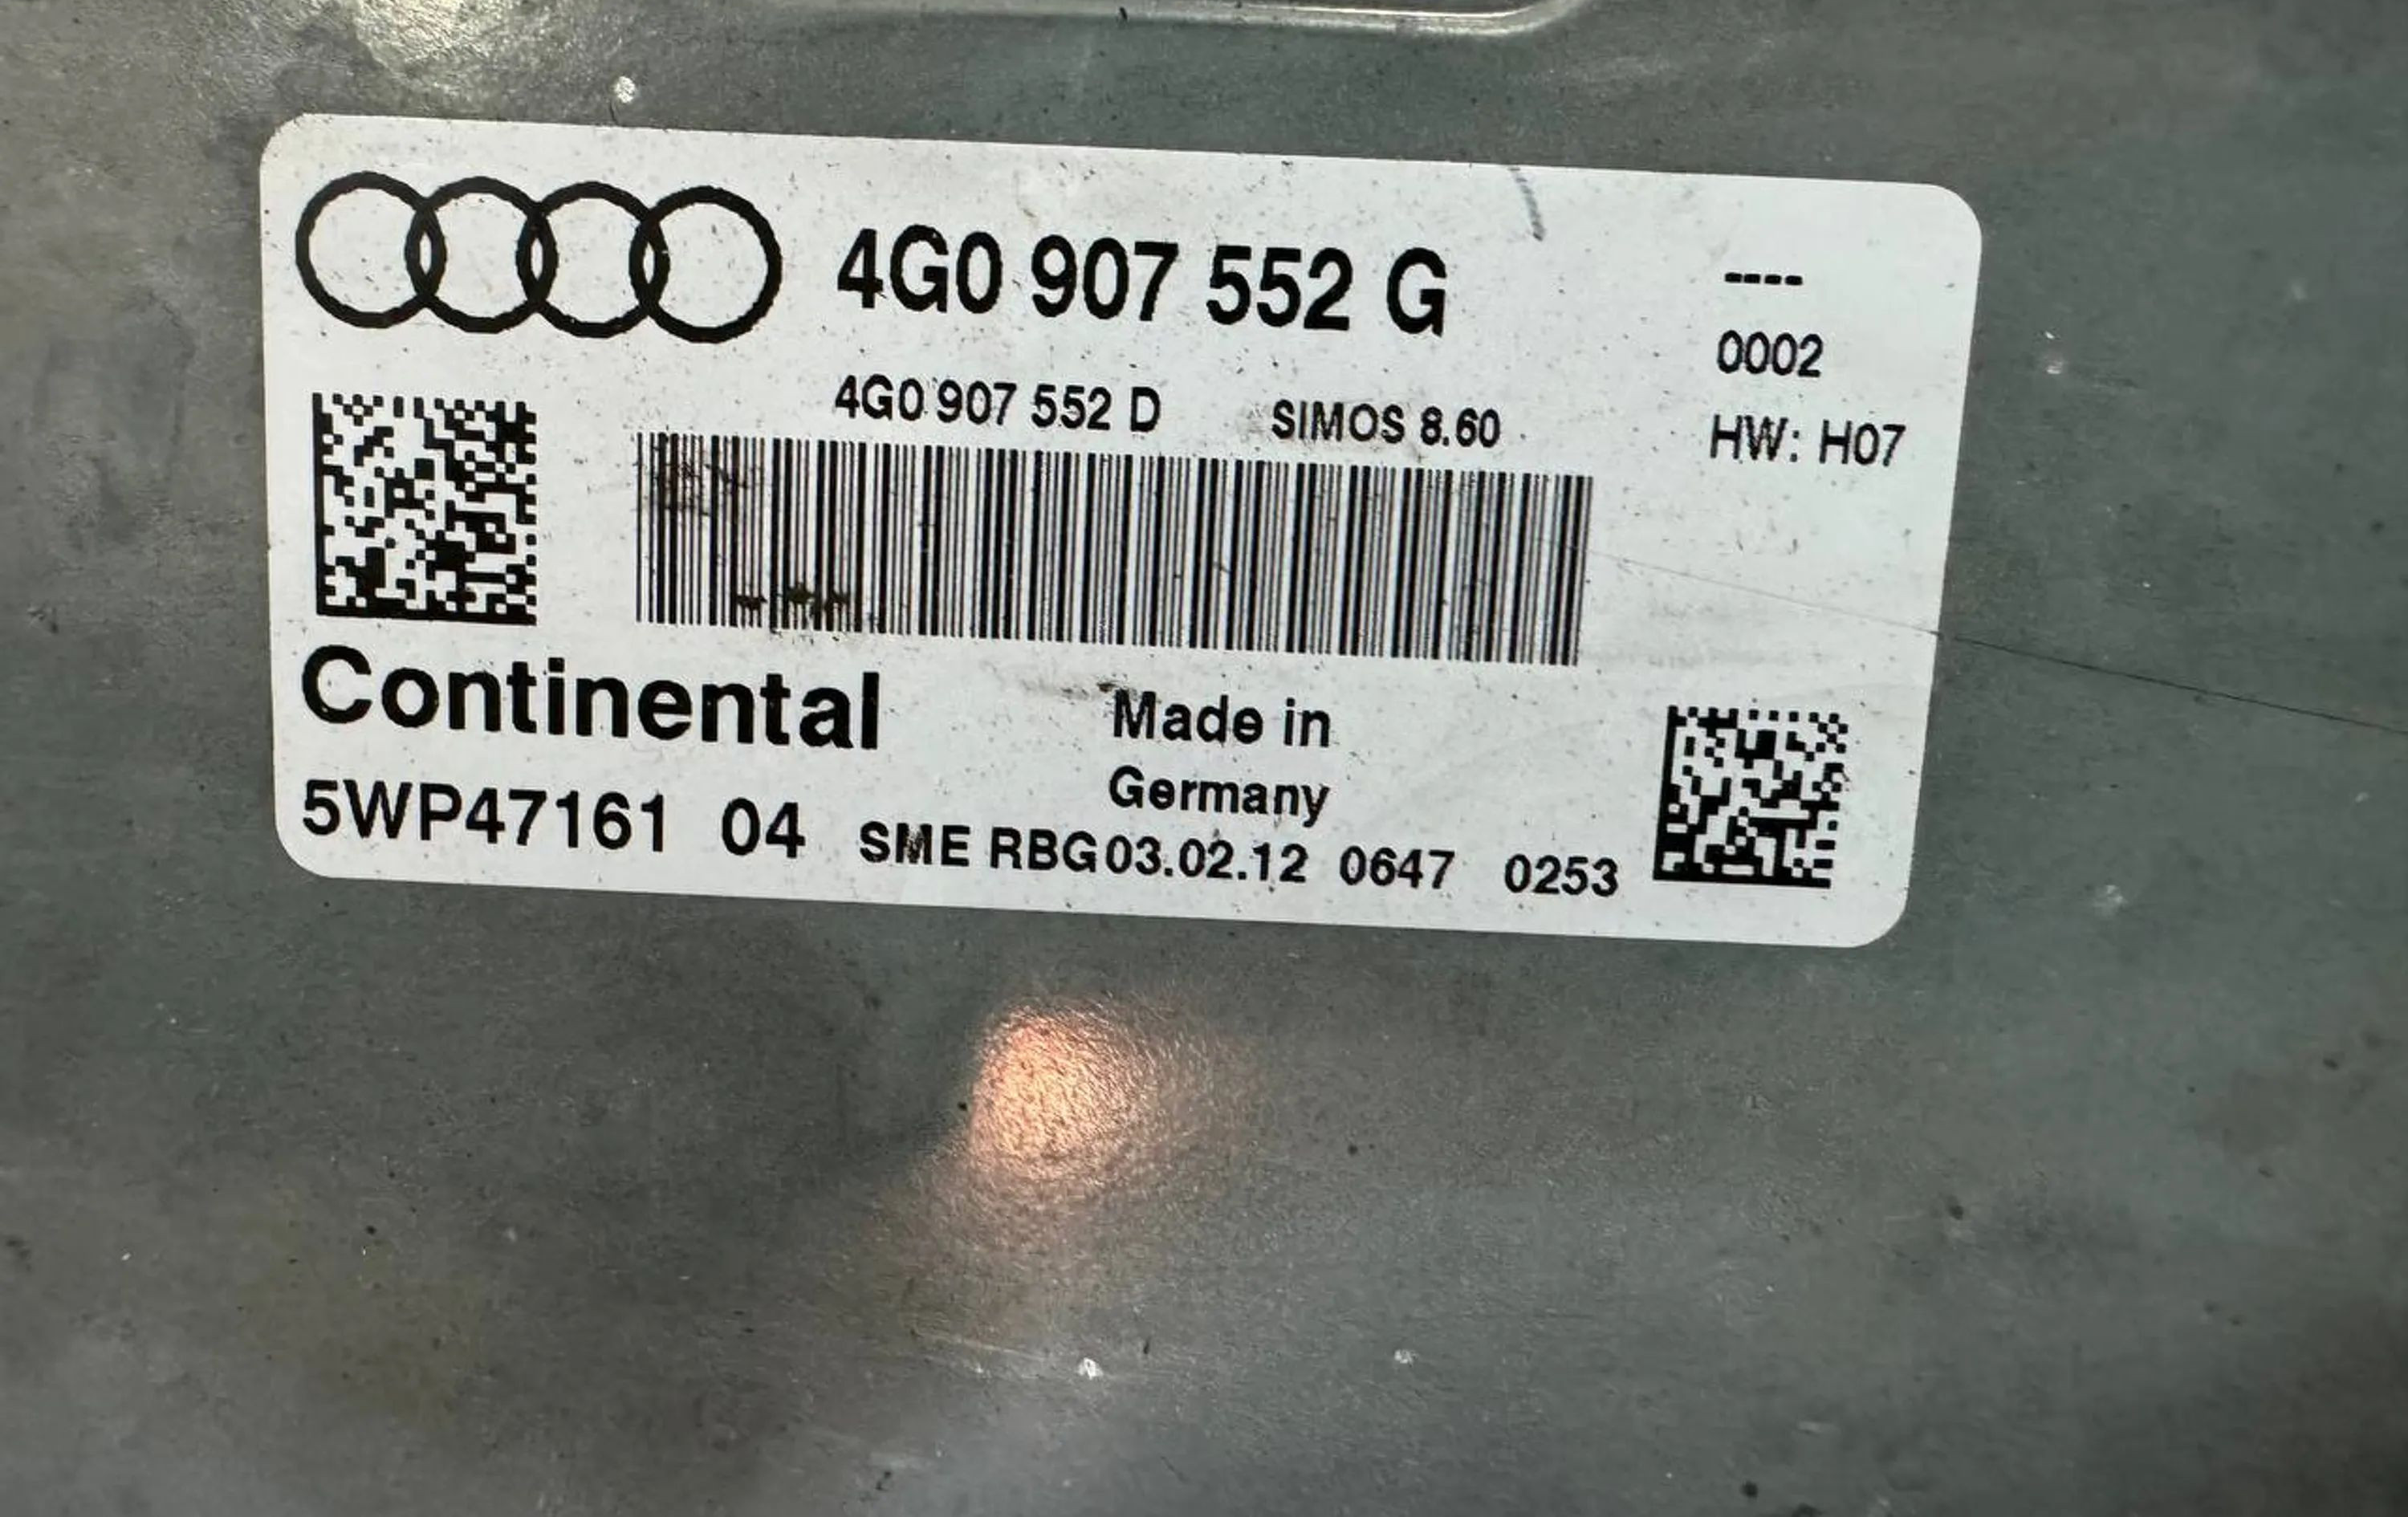 4G0 907 552 G
----
0002
4G0 907 552 D SIMOS 8.60
HW: H07
Continental
Made in
Germany
5WP47161 04 SME RBG03.02.12 0647 0253